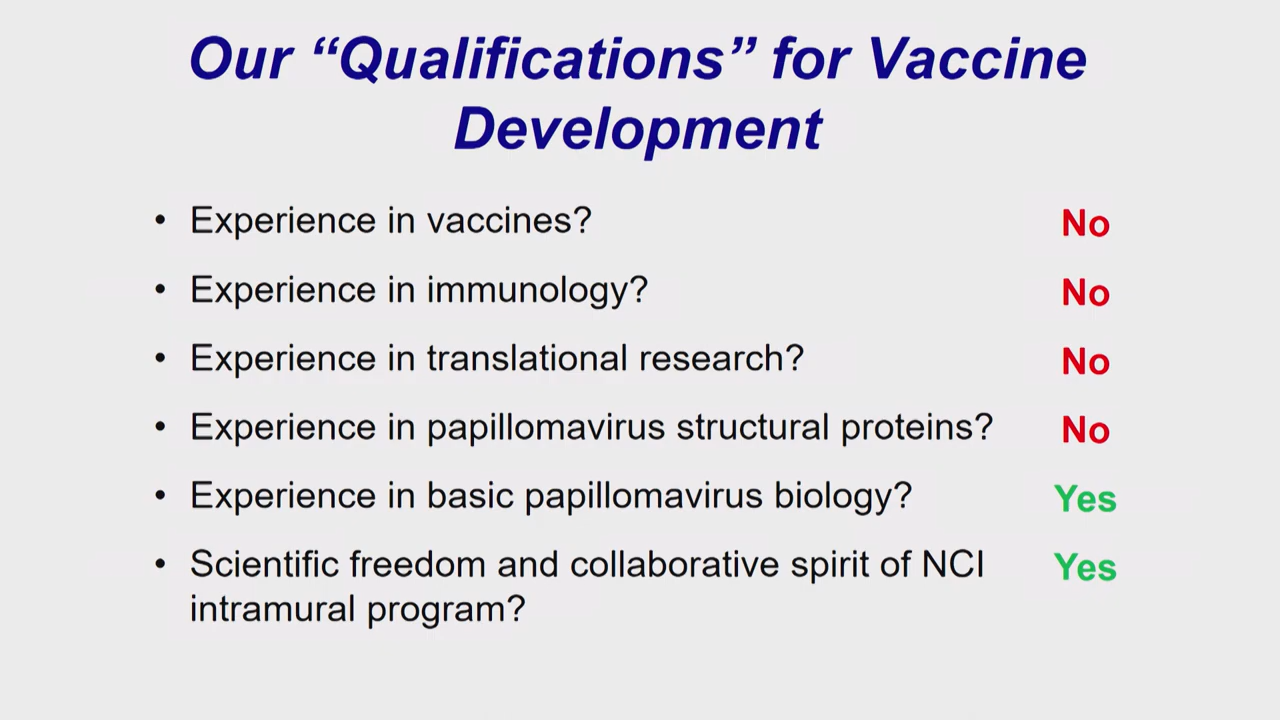 Our “Qualifications” for Vaccine
Development
• Experience in vaccines? No
• Experience in immunology? No
• Experience in translational research? No
• Experience in papillomavirus structural proteins? No
• Experience in basic papillomavirus biology? Yes
• Scientific freedom and collaborative spirit of NCI Yes
intramural program?